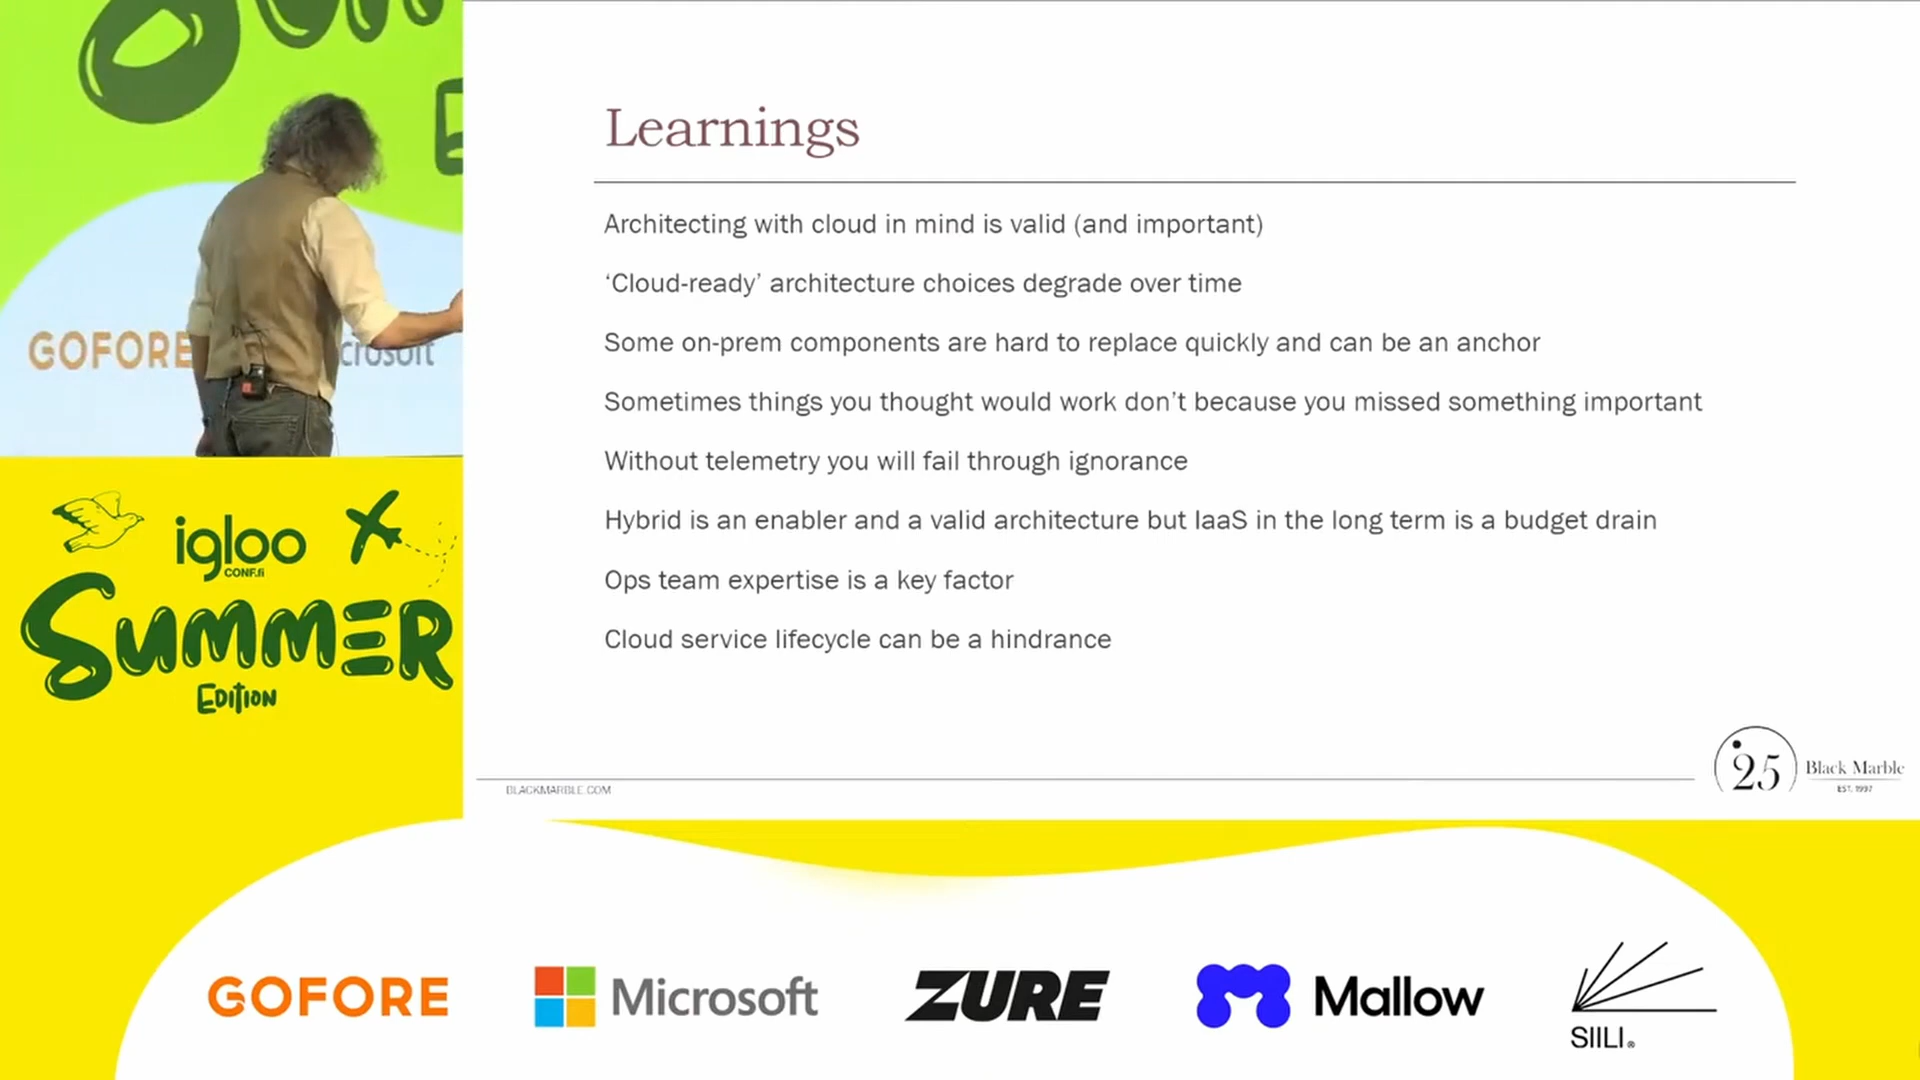 GOFORE
crosoft
igloo
CONF.fi
SUMMER
EDITION
Learnings
Architecting with cloud in mind is valid (and important)
‘Cloud-ready’ architecture choices degrade over time
Some on-prem components are hard to replace quickly and can be an anchor
Sometimes things you thought would work don’t because you missed something important
Without telemetry you will fail through ignorance
Hybrid is an enabler and a valid architecture but IaaS in the long term is a budget drain
Ops team expertise is a key factor
Cloud service lifecycle can be a hindrance
BLACKMARBLE.COM
25
Black Marble
EST. 1997
GOFORE
Microsoft
ZURE
Mallow
SIILI®